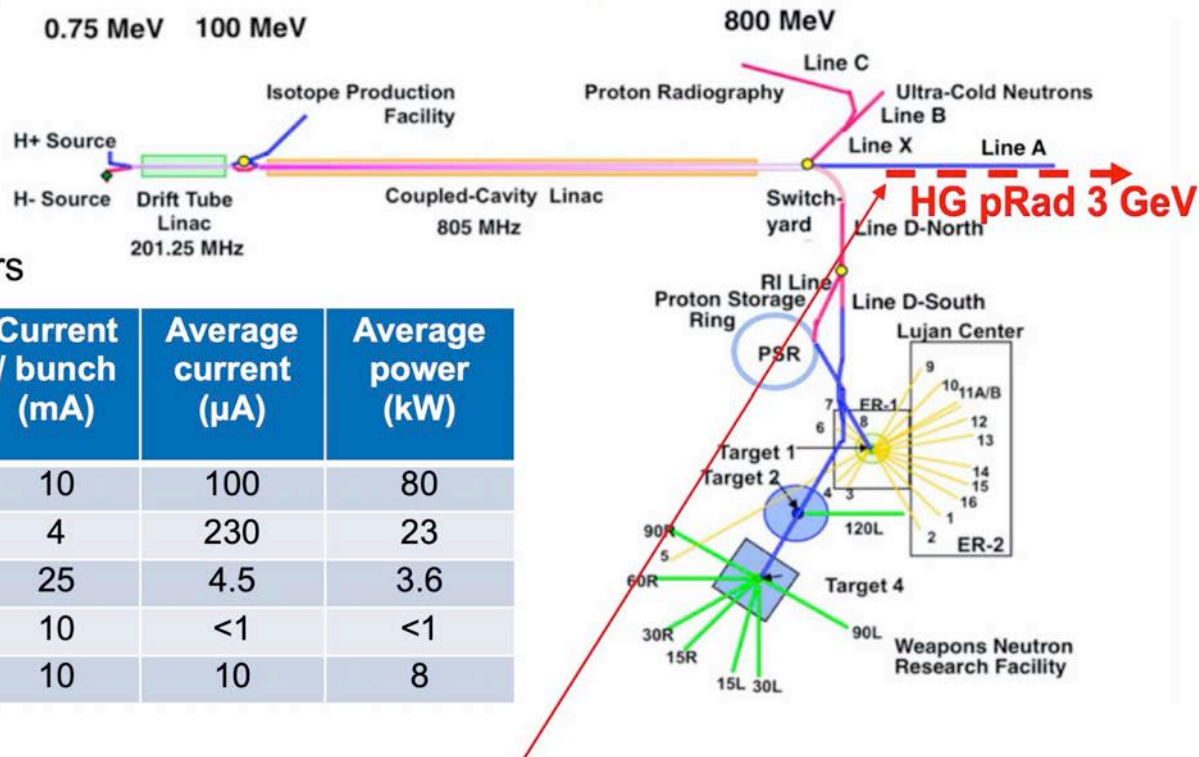 0.75 MeV 100 MeV
800 MeV
Line C
Isotope Production
Facility
Proton Radiography
Ultra-Cold Neutrons
Line B
H+ Source
Line X
Line A
H- Source
Drift Tube
Linac
201.25 MHz
Coupled-Cavity Linac
805 MHz
Switch-
yard
HG pRad 3 GeV
Line D-North
rs
RI Line
Proton Storage
Ring
Line D-South
Lujan Center
PSR
Current
/ bunch
(mA)
Average
current
(µA)
Average
power
(kW)
10 100 80
4 230 23
25 4.5 3.6
10 <1 <1
10 10 8
9
10
11A/B
12
13
14
15
16
1
2
ER-2
7
ER-1
8
6
Target 1
Target 2
4 3
120L
90R
5
60R
Target 4
30R
15R
15L 30L
90L
Weapons Neutron
Research Facility